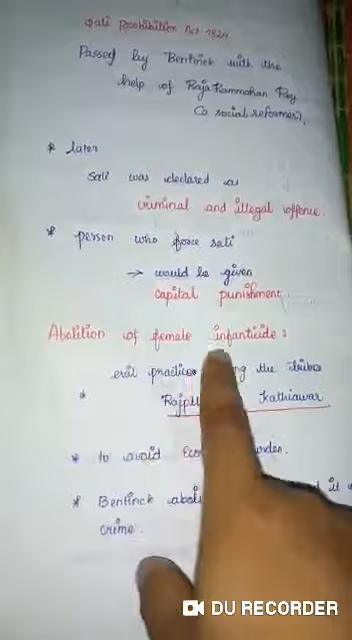 Sati Prohibition Act 1829
Passed by Bentinck with the
help of Raja Rammohan Roy
(a social reformer).
* later
sati was declared as
criminal and illegal offence.
* person who force sati
→ would be given
capital punishment.
Abolition of female infanticide :
evil practice the tribes
* Kathiawar
* to avoid
* Bentinck
crime.
DU RECORDER